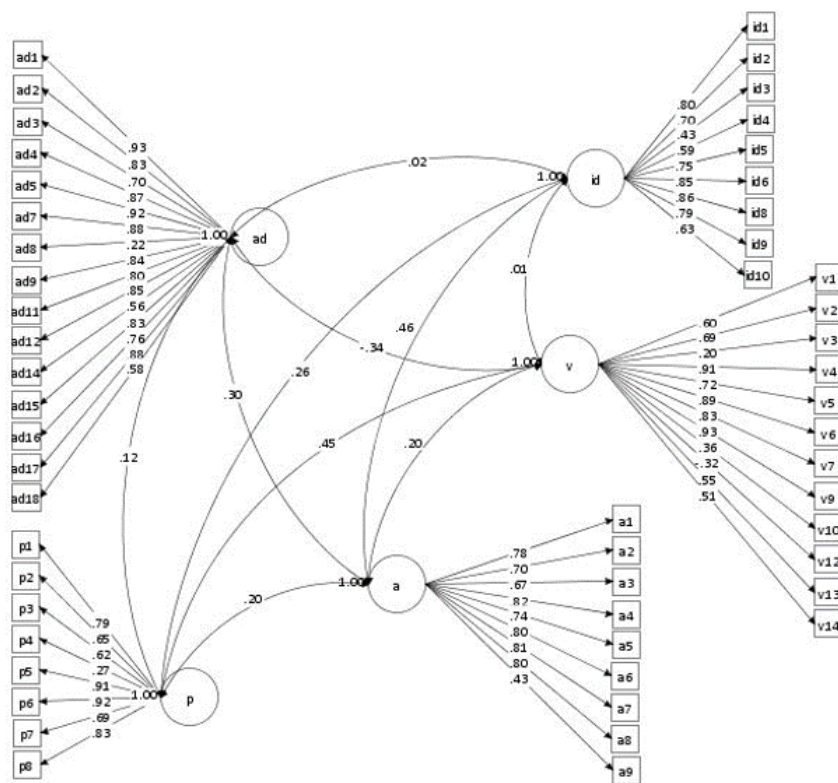 ad1
ad2
ad3
ad4
ad5
ad7
ad8
ad9
ad11
ad12
ad14
ad15
ad16
ad17
ad18
.93
.83
.70
.87
.92
.88
.22
.84
.80
.85
.56
.83
.76
.88
.58
1.00
ad
.02
id1
id2
id3
id4
id5
id6
id8
id9
id10
.80
.70
.43
.59
.75
.85
.86
.79
.63
1.00
id
.01
.46
-.34
.26
.30
.45
.20
.12
.20
1.00
v
.60
.69
.20
.91
.72
.89
.83
.93
.36
-.32
.55
.51
v1
v2
v3
v4
v5
v6
v7
v9
v10
v12
v13
v14
1.00
a
.78
.70
.67
.82
.74
.80
.81
.80
.43
a1
a2
a3
a4
a5
a6
a7
a8
a9
p1
p2
p3
p4
p5
p6
p7
p8
.79
.65
.62
.27
.91
.92
.69
.83
1.00
p